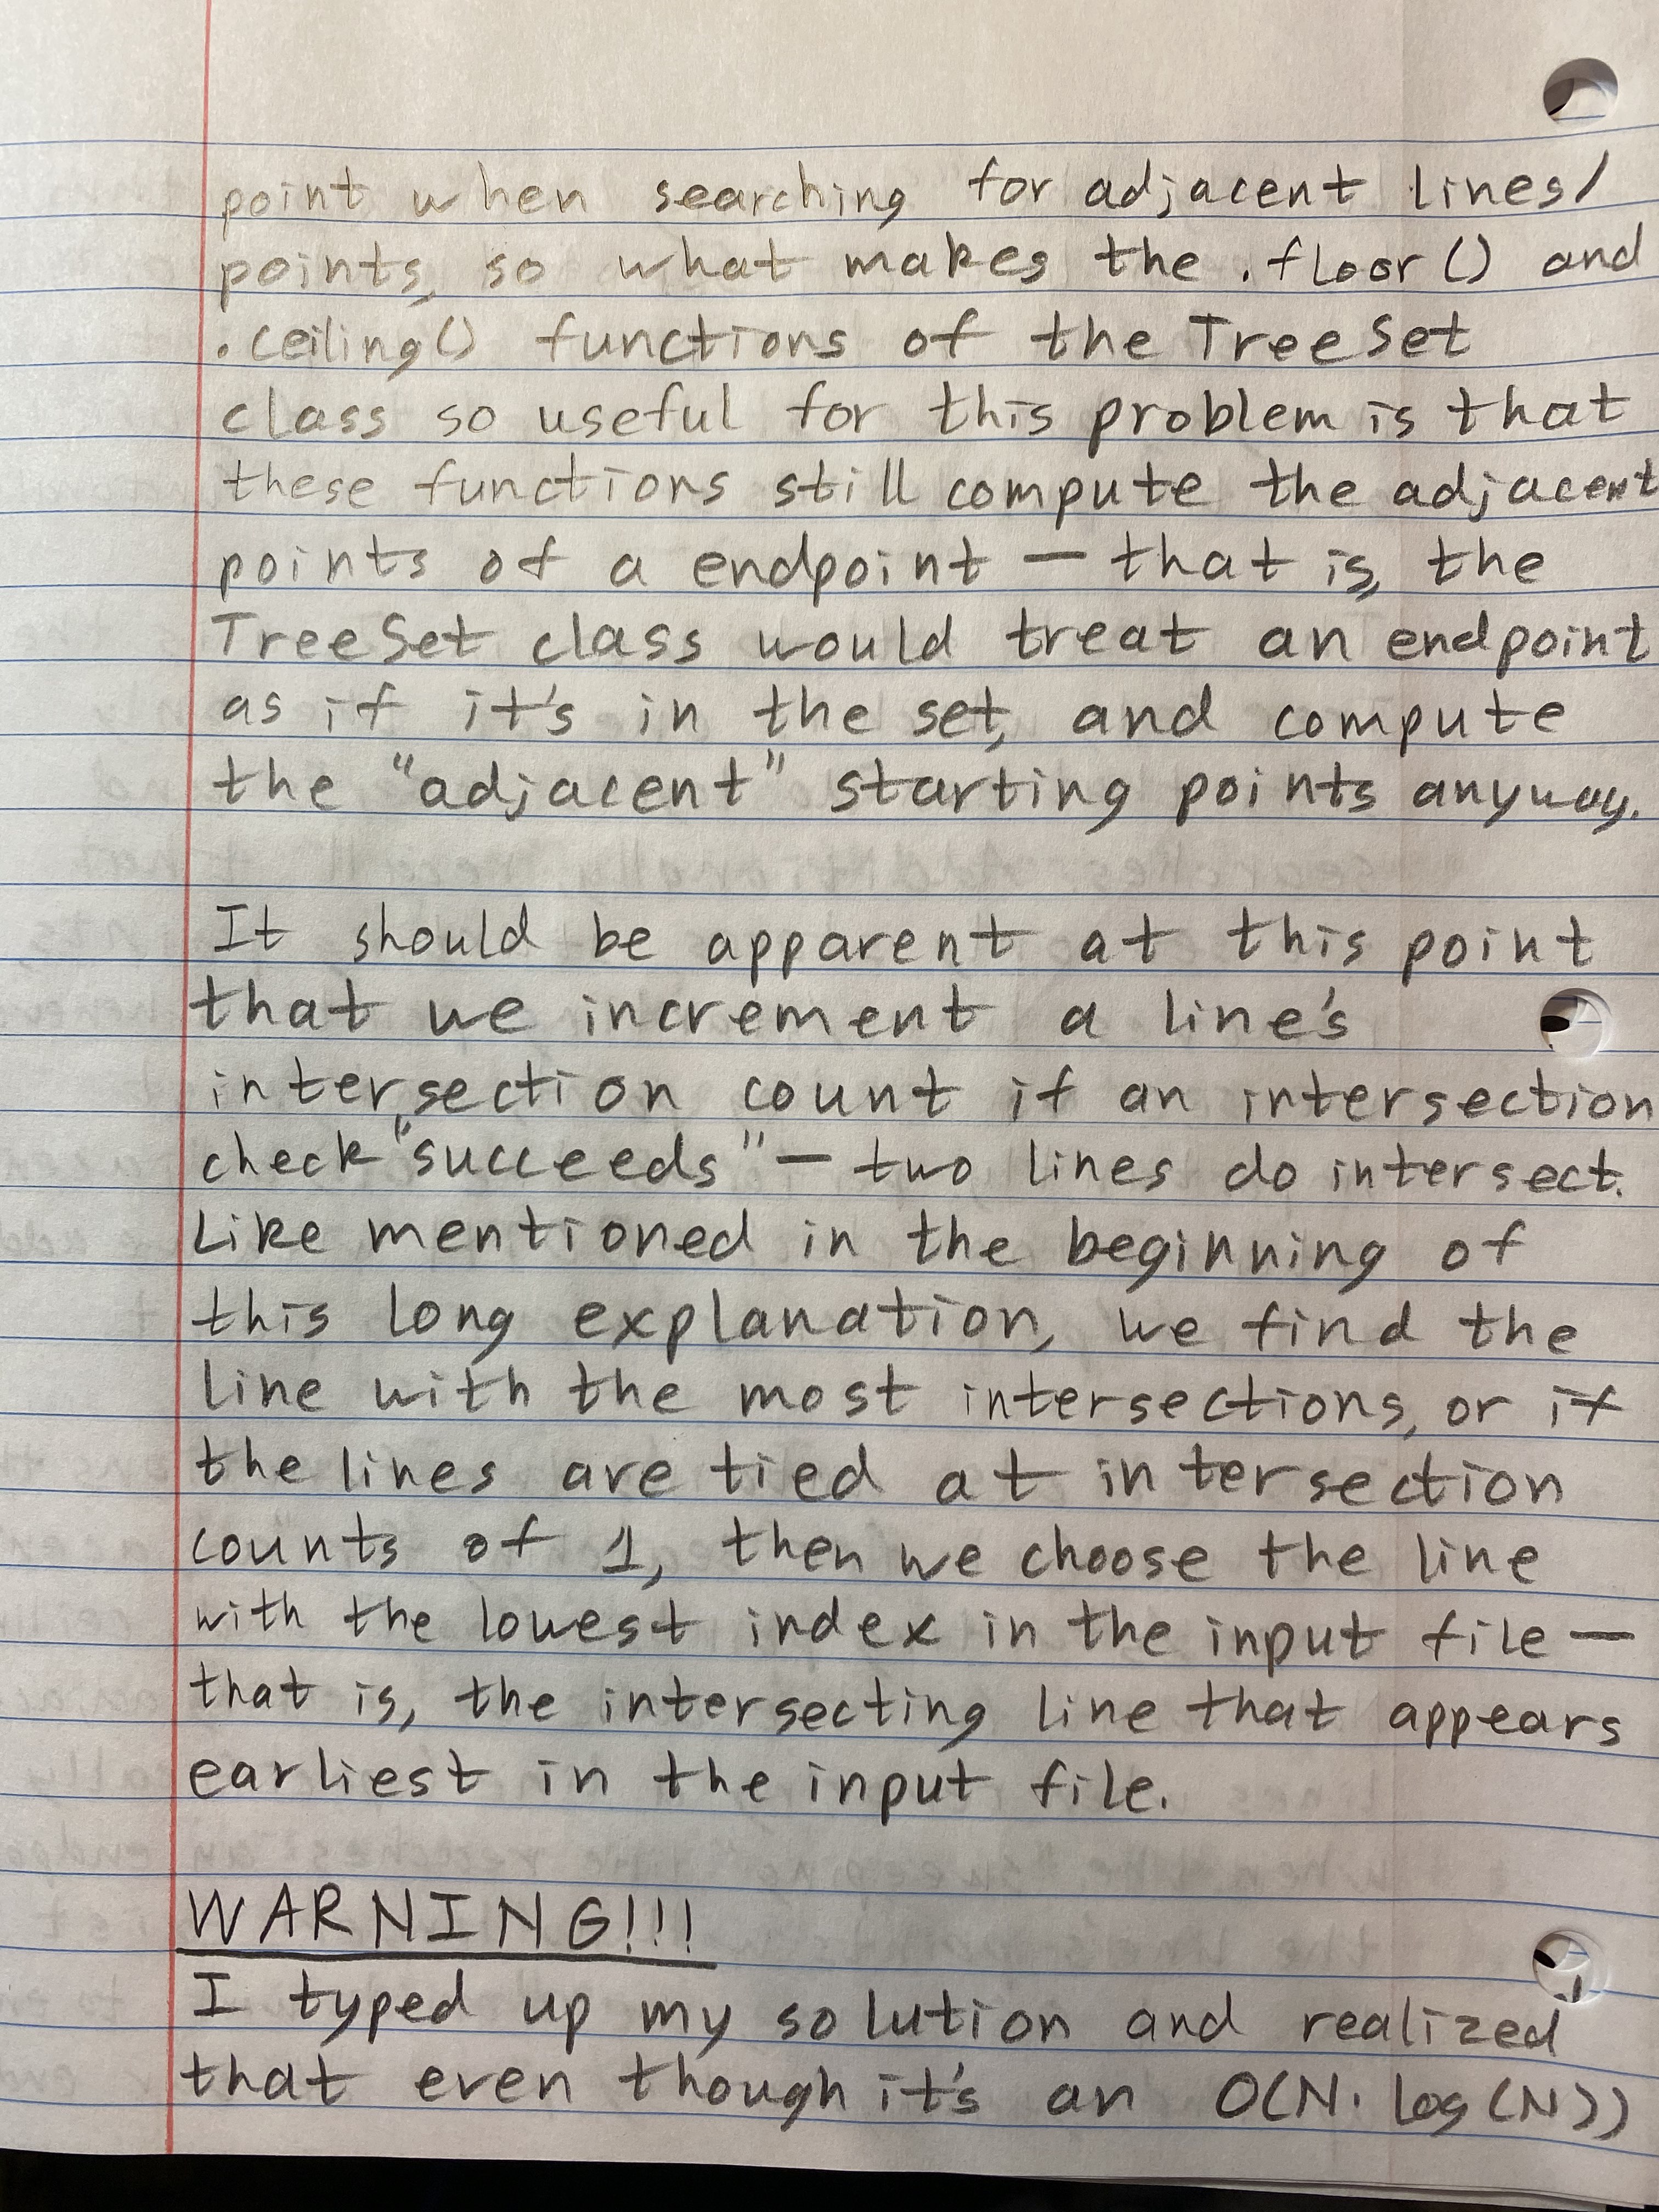 point when searching for adjacent lines/
points, so what makes the .floor() and
.ceiling() functions of the TreeSet
class so useful for this problem is that
these functions still compute the adjacent
points of a endpoint — that is, the
TreeSet class would treat an endpoint
as if it's in the set, and compute
the "adjacent" starting points anyway.
It should be apparent at this point
that we increment a line's
intersection count if an intersection
check "succeeds" — two lines do intersect.
Like mentioned in the beginning of
this long explanation, we find the
line with the most intersections, or if
the lines are tied at intersection
counts of 1, then we choose the line
with the lowest index in the input file —
that is, the intersecting line that appears
earliest in the input file.
WARNING!!!
I typed up my solution and realized
that even though it's an O(N · log(N))